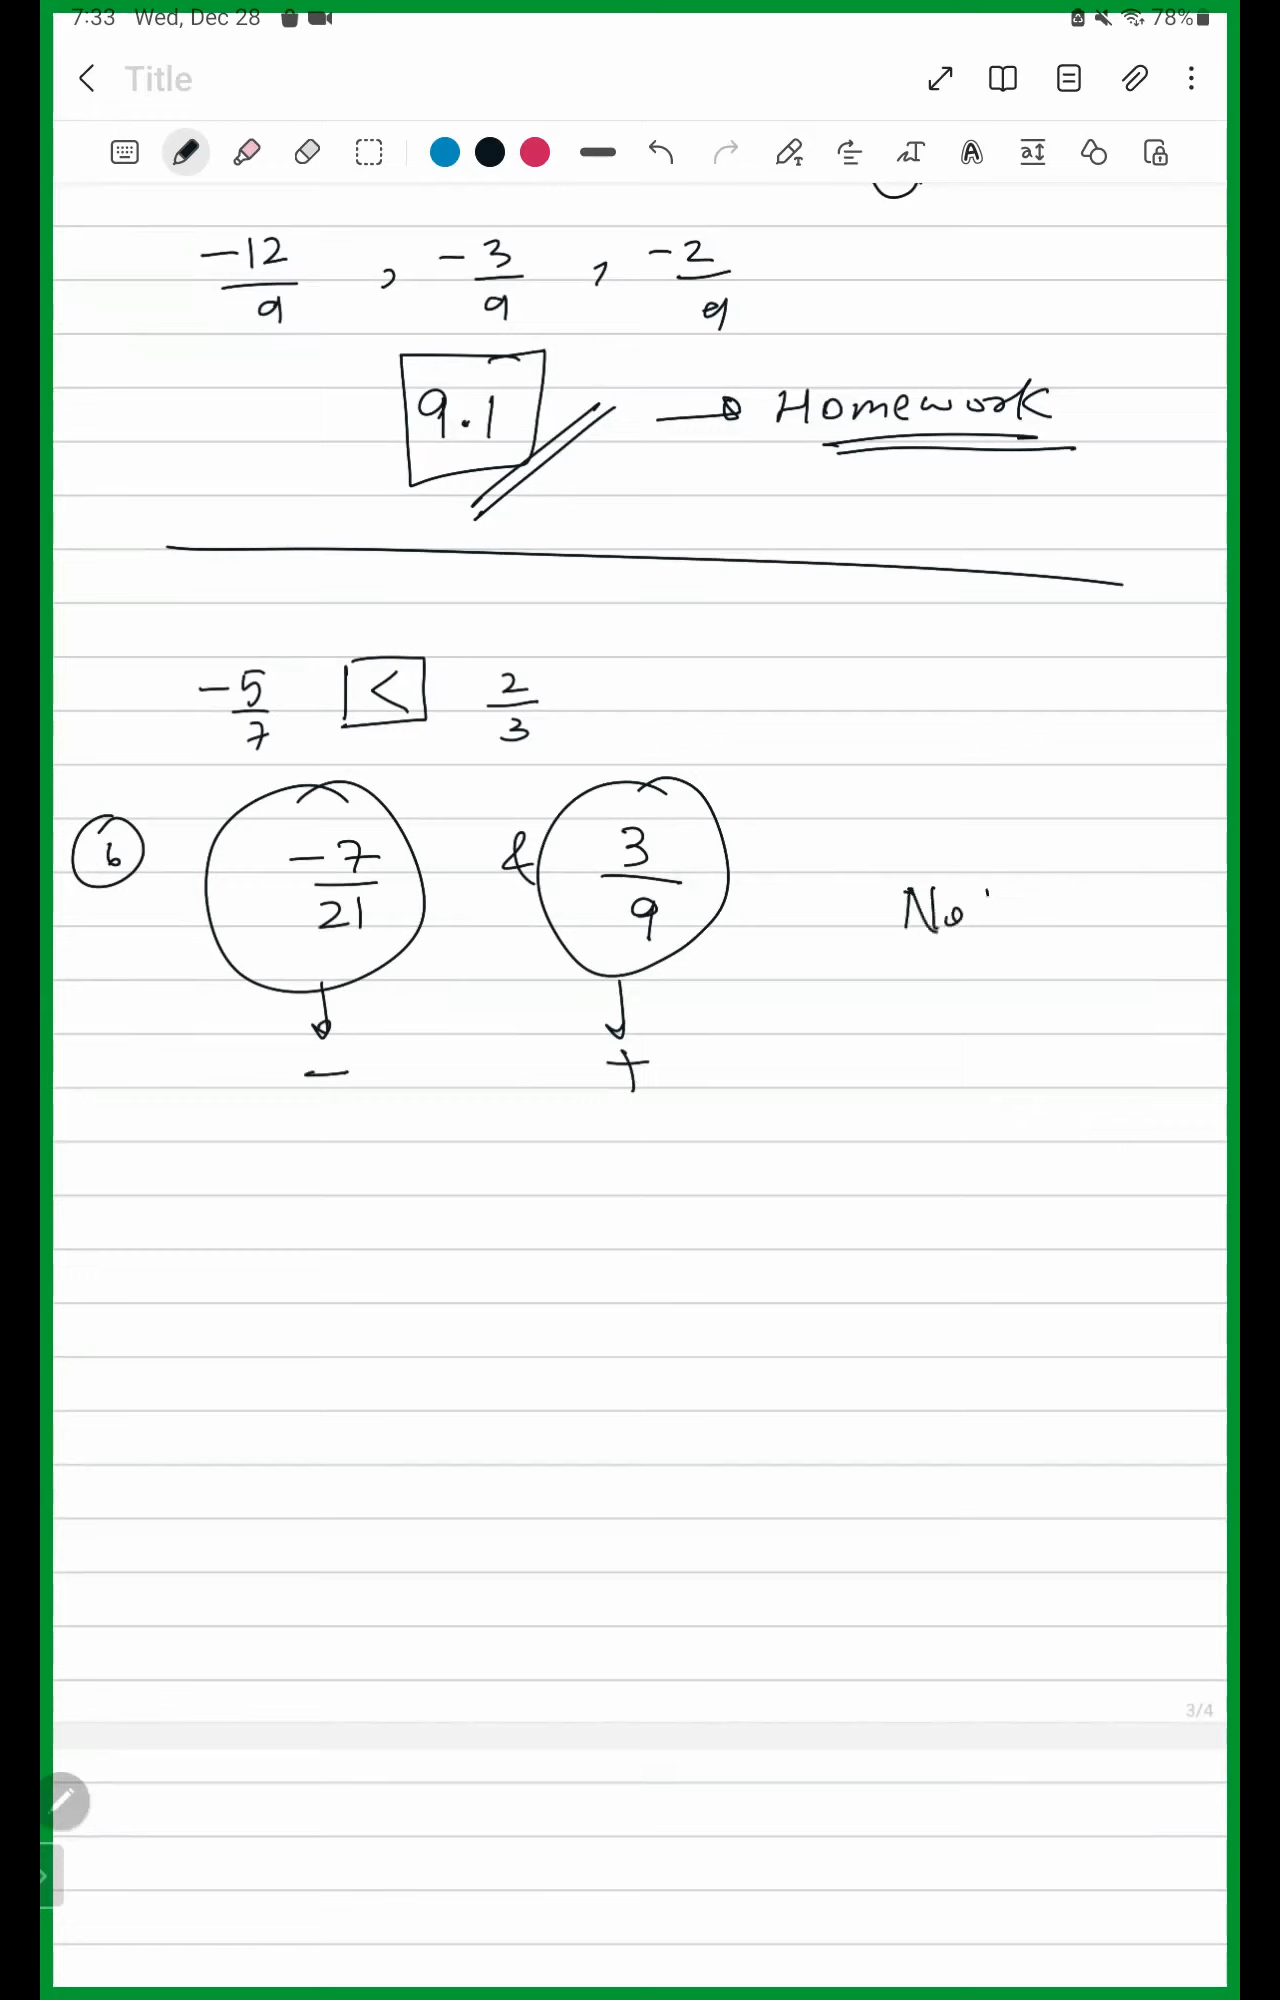 7:33 Wed, Dec 28 78%
Title
-12/9 , -3/9 , -2/9
9.1 → Homework
-5/7 < 2/3
6 -7/21 & 3/9 No
- +
3/4